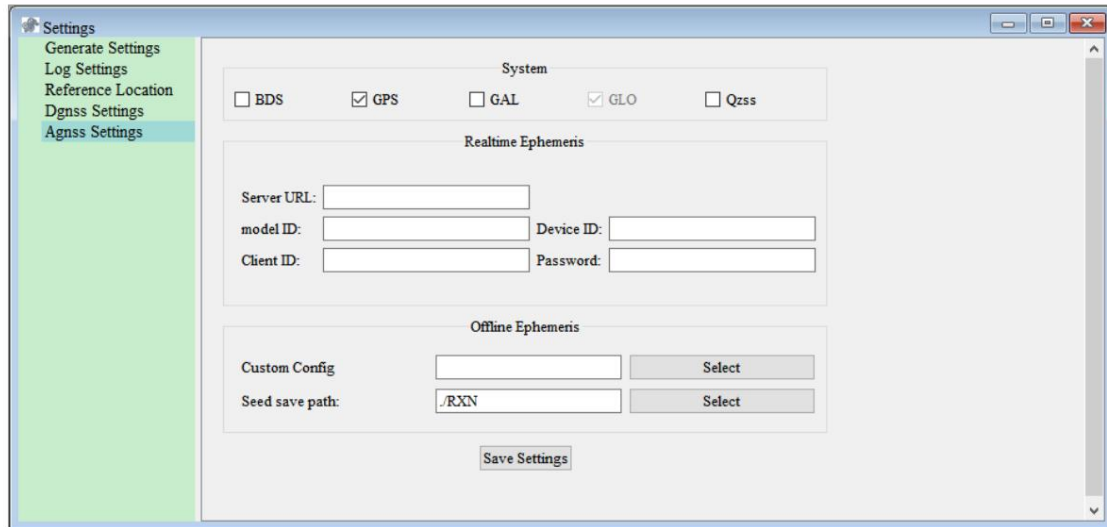 Settings
Generate Settings
Log Settings
Reference Location
Dgnss Settings
Agnss Settings
System
BDS GPS GAL GLO Qzss
Realtime Ephemeris
Server URL:
model ID: Device ID:
Client ID: Password:
Offline Ephemeris
Custom Config Select
Seed save path: ./RXN Select
Save Settings